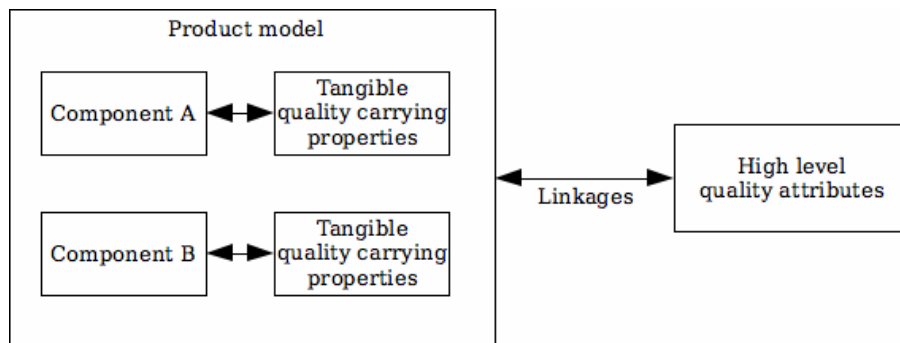 Product model
Component A
Tangible
quality carrying
properties
Linkages
High level
quality attributes
Component B
Tangible
quality carrying
properties